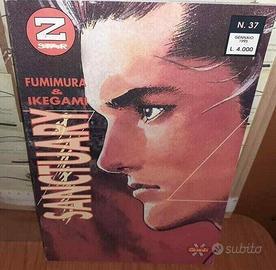 Z
STAR
N. 37
GENNAIO
1995
L. 4.000
FUMIMURA
&
IKEGAMI
SANCTUARY
subito